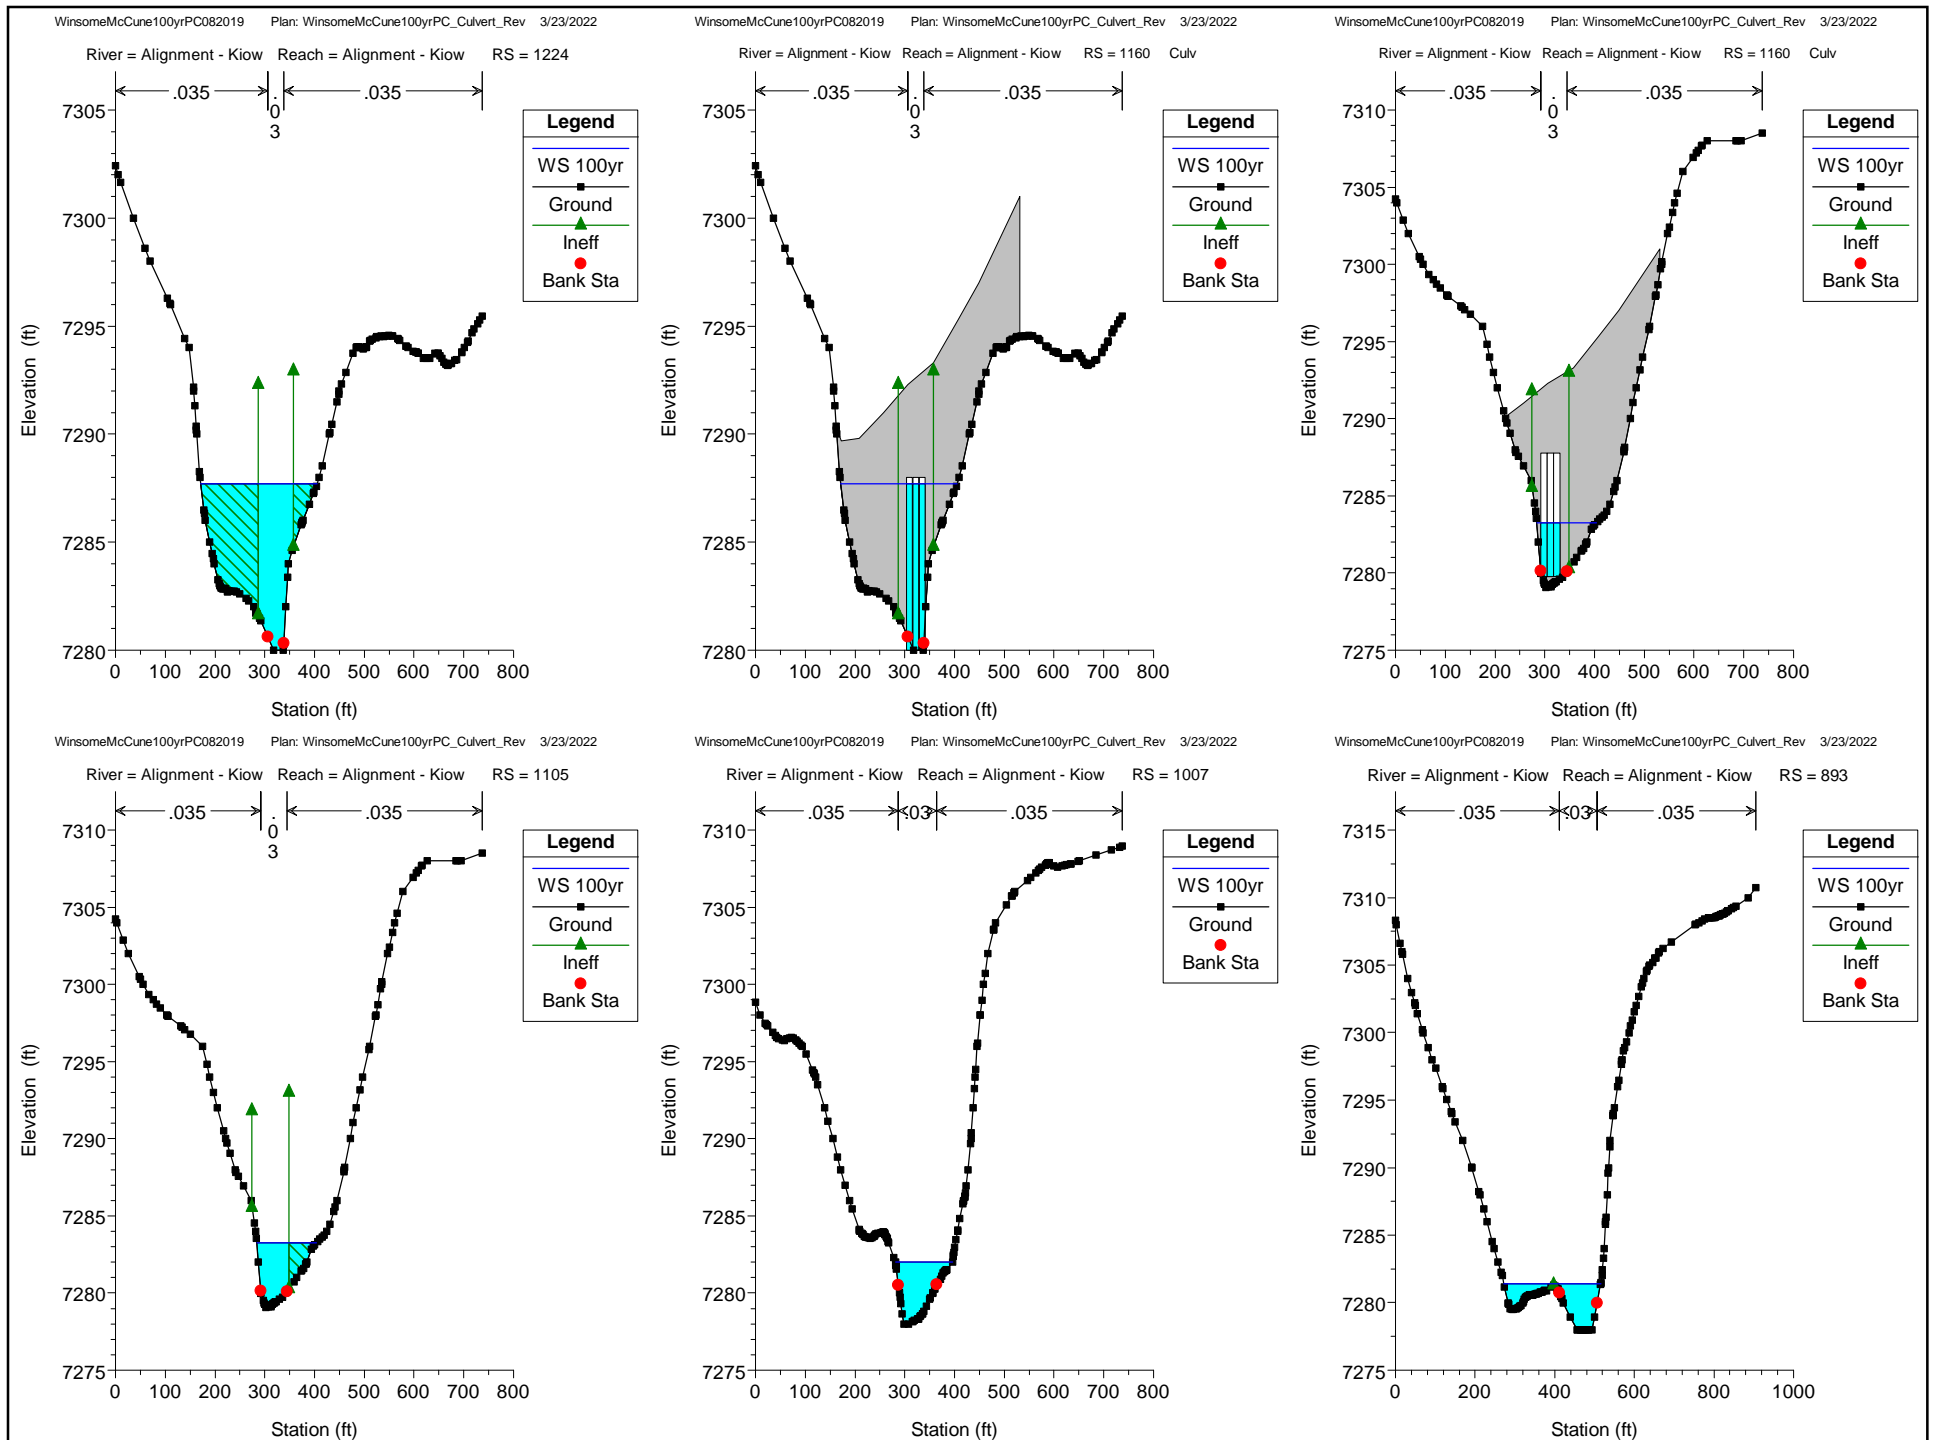 WinsomeMcCune100yrPC082019 Plan: WinsomeMcCune100yrPC_Culvert_Rev 3/23/2022
River = Alignment - Kiow Reach = Alignment - Kiow RS = 1224
.035 .03 .035
Legend
WS 100yr
Ground
Ineff
Bank Sta
7305
7300
7295
7290
7285
7280
Elevation (ft)
0 100 200 300 400 500 600 700 800
Station (ft)
WinsomeMcCune100yrPC082019 Plan: WinsomeMcCune100yrPC_Culvert_Rev 3/23/2022
River = Alignment - Kiow Reach = Alignment - Kiow RS = 1160 Culv
.035 .03 .035
Legend
WS 100yr
Ground
Ineff
Bank Sta
7305
7300
7295
7290
7285
7280
Elevation (ft)
0 100 200 300 400 500 600 700 800
Station (ft)
WinsomeMcCune100yrPC082019 Plan: WinsomeMcCune100yrPC_Culvert_Rev 3/23/2022
River = Alignment - Kiow Reach = Alignment - Kiow RS = 1160 Culv
.035 .03 .035
Legend
WS 100yr
Ground
Ineff
Bank Sta
7310
7305
7300
7295
7290
7285
7280
7275
Elevation (ft)
0 100 200 300 400 500 600 700 800
Station (ft)
WinsomeMcCune100yrPC082019 Plan: WinsomeMcCune100yrPC_Culvert_Rev 3/23/2022
River = Alignment - Kiow Reach = Alignment - Kiow RS = 1105
.035 .03 .035
Legend
WS 100yr
Ground
Ineff
Bank Sta
7310
7305
7300
7295
7290
7285
7280
7275
Elevation (ft)
0 100 200 300 400 500 600 700 800
Station (ft)
WinsomeMcCune100yrPC082019 Plan: WinsomeMcCune100yrPC_Culvert_Rev 3/23/2022
River = Alignment - Kiow Reach = Alignment - Kiow RS = 1007
.035 .03 .035
Legend
WS 100yr
Ground
Bank Sta
7310
7305
7300
7295
7290
7285
7280
7275
Elevation (ft)
0 100 200 300 400 500 600 700 800
Station (ft)
WinsomeMcCune100yrPC082019 Plan: WinsomeMcCune100yrPC_Culvert_Rev 3/23/2022
River = Alignment - Kiow Reach = Alignment - Kiow RS = 893
.035 .03 .035
Legend
WS 100yr
Ground
Ineff
Bank Sta
7315
7310
7305
7300
7295
7290
7285
7280
7275
Elevation (ft)
0 200 400 600 800 1000
Station (ft)